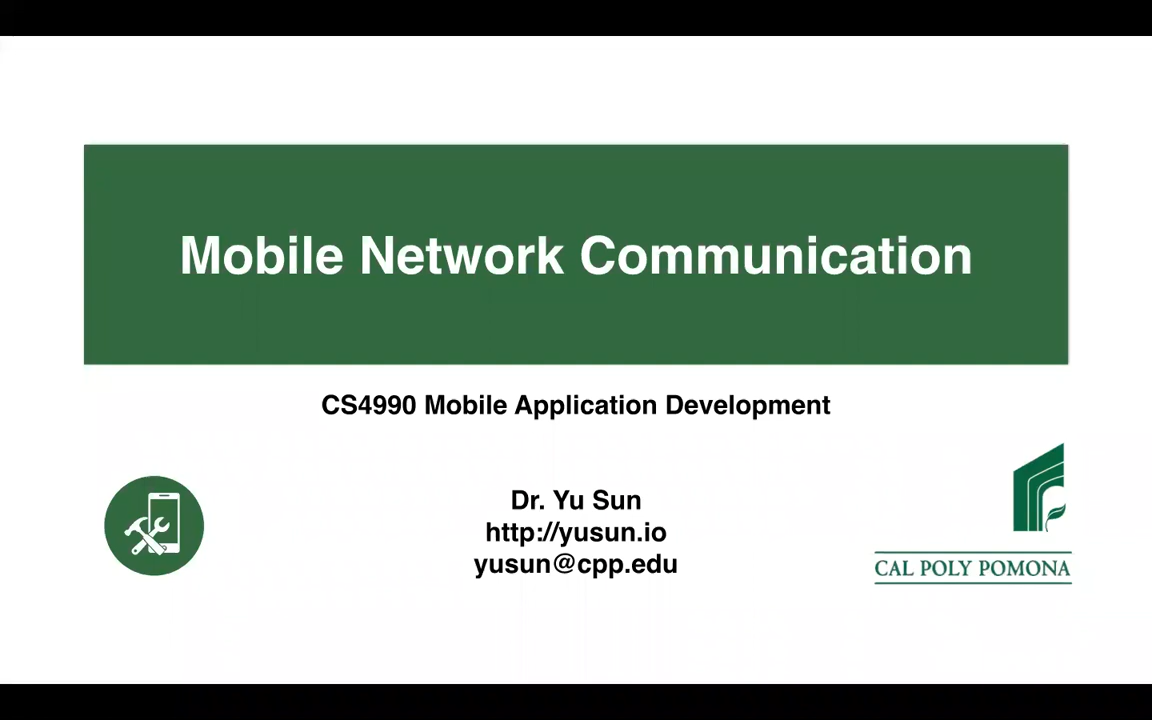 Mobile Network Communication
CS4990 Mobile Application Development
Dr. Yu Sun
http://yusun.io
yusun@cpp.edu
CAL POLY POMONA